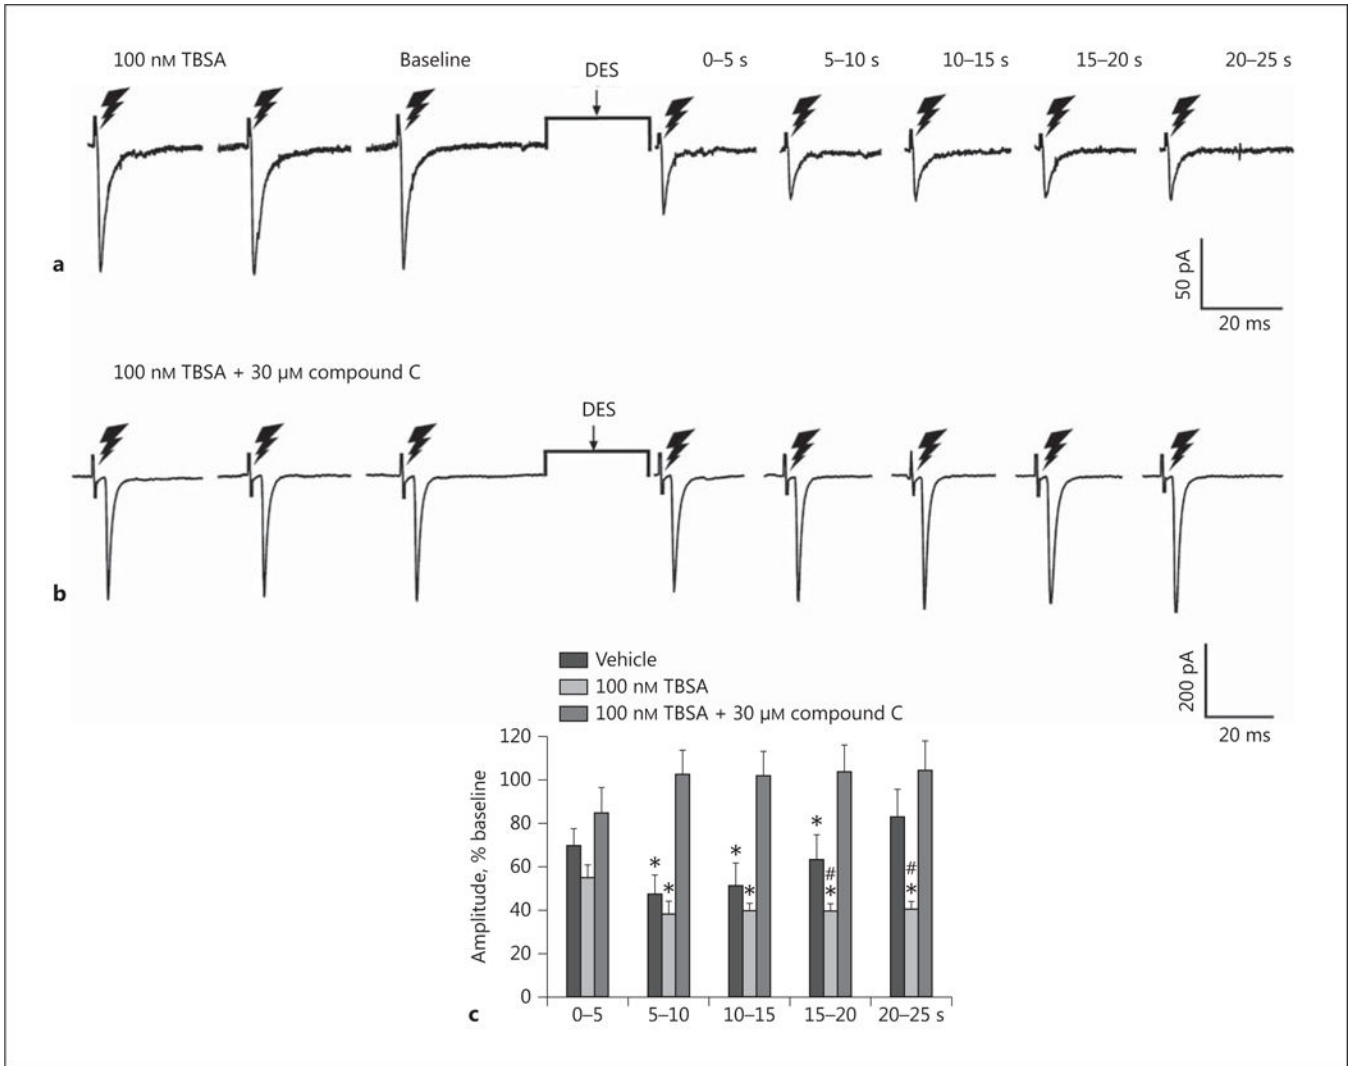 100 nM TBSA Baseline DES 0–5 s 5–10 s 10–15 s 15–20 s 20–25 s
a
50 pA
20 ms
100 nM TBSA + 30 μM compound C
DES
b
200 pA
20 ms
Vehicle
100 nM TBSA
100 nM TBSA + 30 μM compound C
Amplitude, % baseline
120
100
80
60
40
20
0
* * * * * # * # *
c
0–5 5–10 10–15 15–20 20–25 s